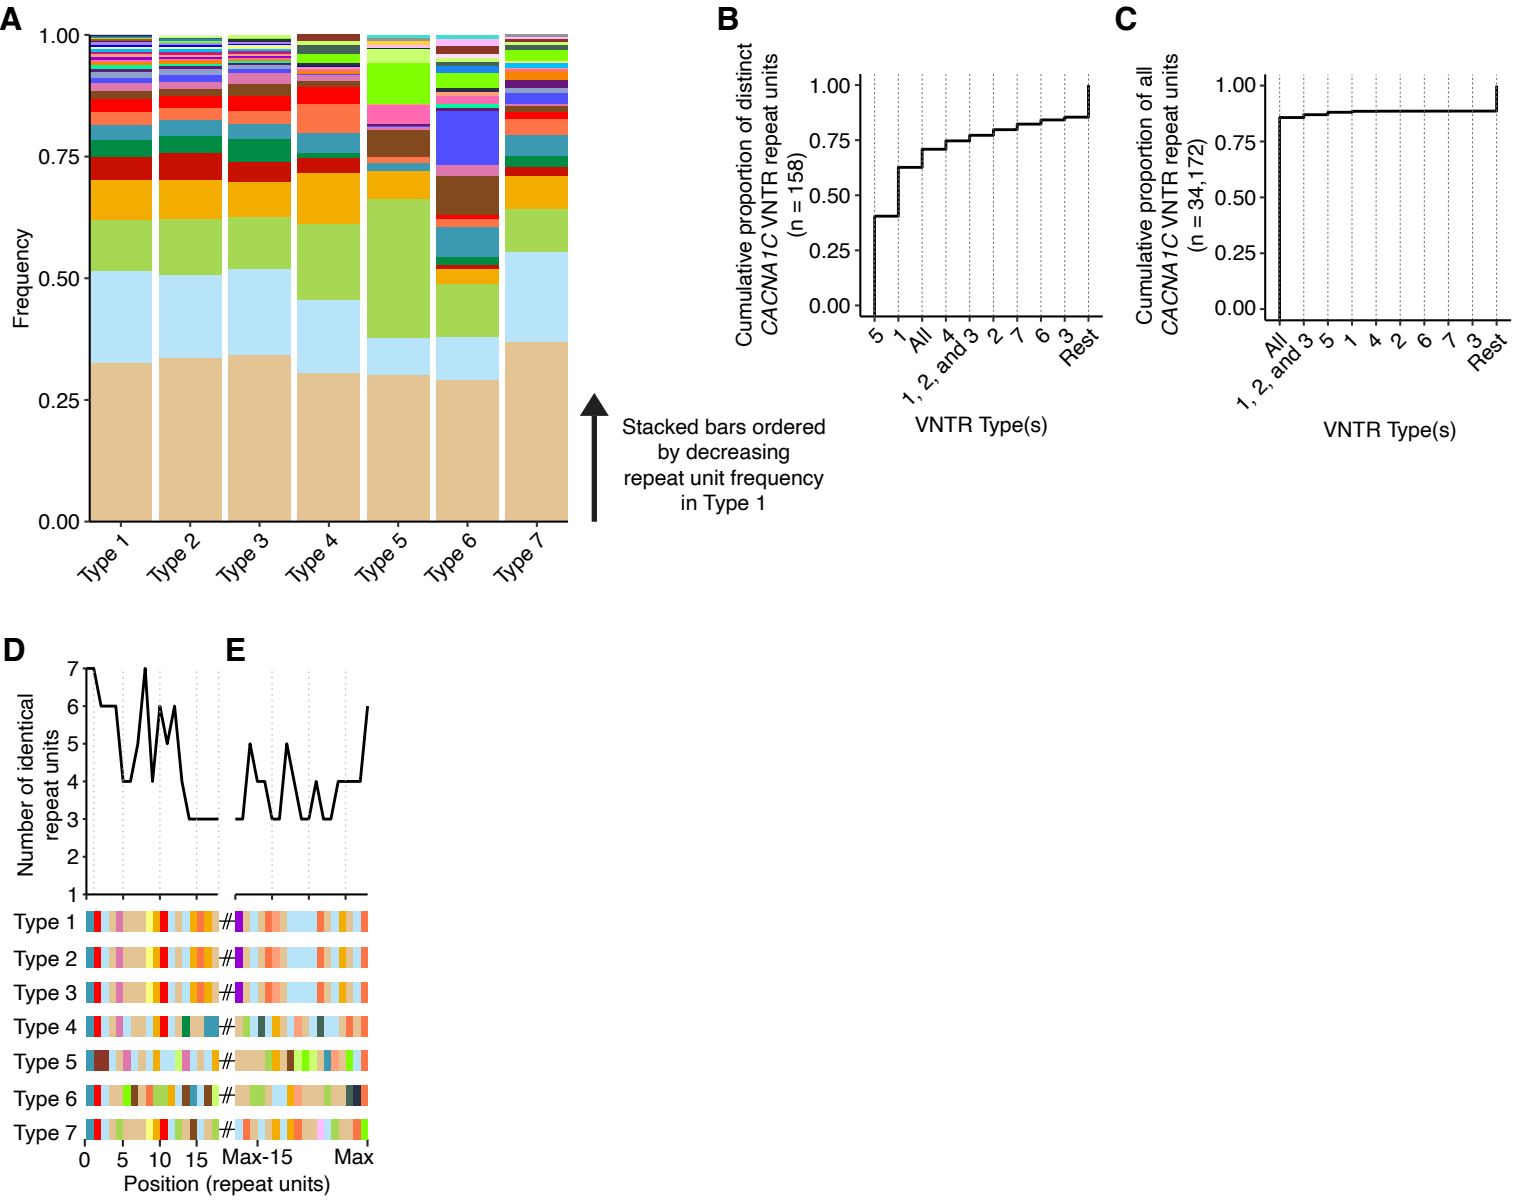 A
1.00
0.75
0.50
0.25
0.00
Frequency
Type 1
Type 2
Type 3
Type 4
Type 5
Type 6
Type 7
Stacked bars ordered
by decreasing
repeat unit frequency
in Type 1
B
Cumulative proportion of distinct
CACNA1C VNTR repeat units
(n = 158)
1.00
0.75
0.50
0.25
0.00
5
1
All
4
1, 2, and 3
2
7
6
3
Rest
VNTR Type(s)
C
Cumulative proportion of all
CACNA1C VNTR repeat units
(n = 34,172)
1.00
0.75
0.50
0.25
0.00
All
1, 2, and 3
5
1
4
2
6
7
3
Rest
VNTR Type(s)
D
E
Number of identical
repeat units
7
6
5
4
3
2
1
Type 1
Type 2
Type 3
Type 4
Type 5
Type 6
Type 7
0 5 10 15 Max-15 Max
Position (repeat units)